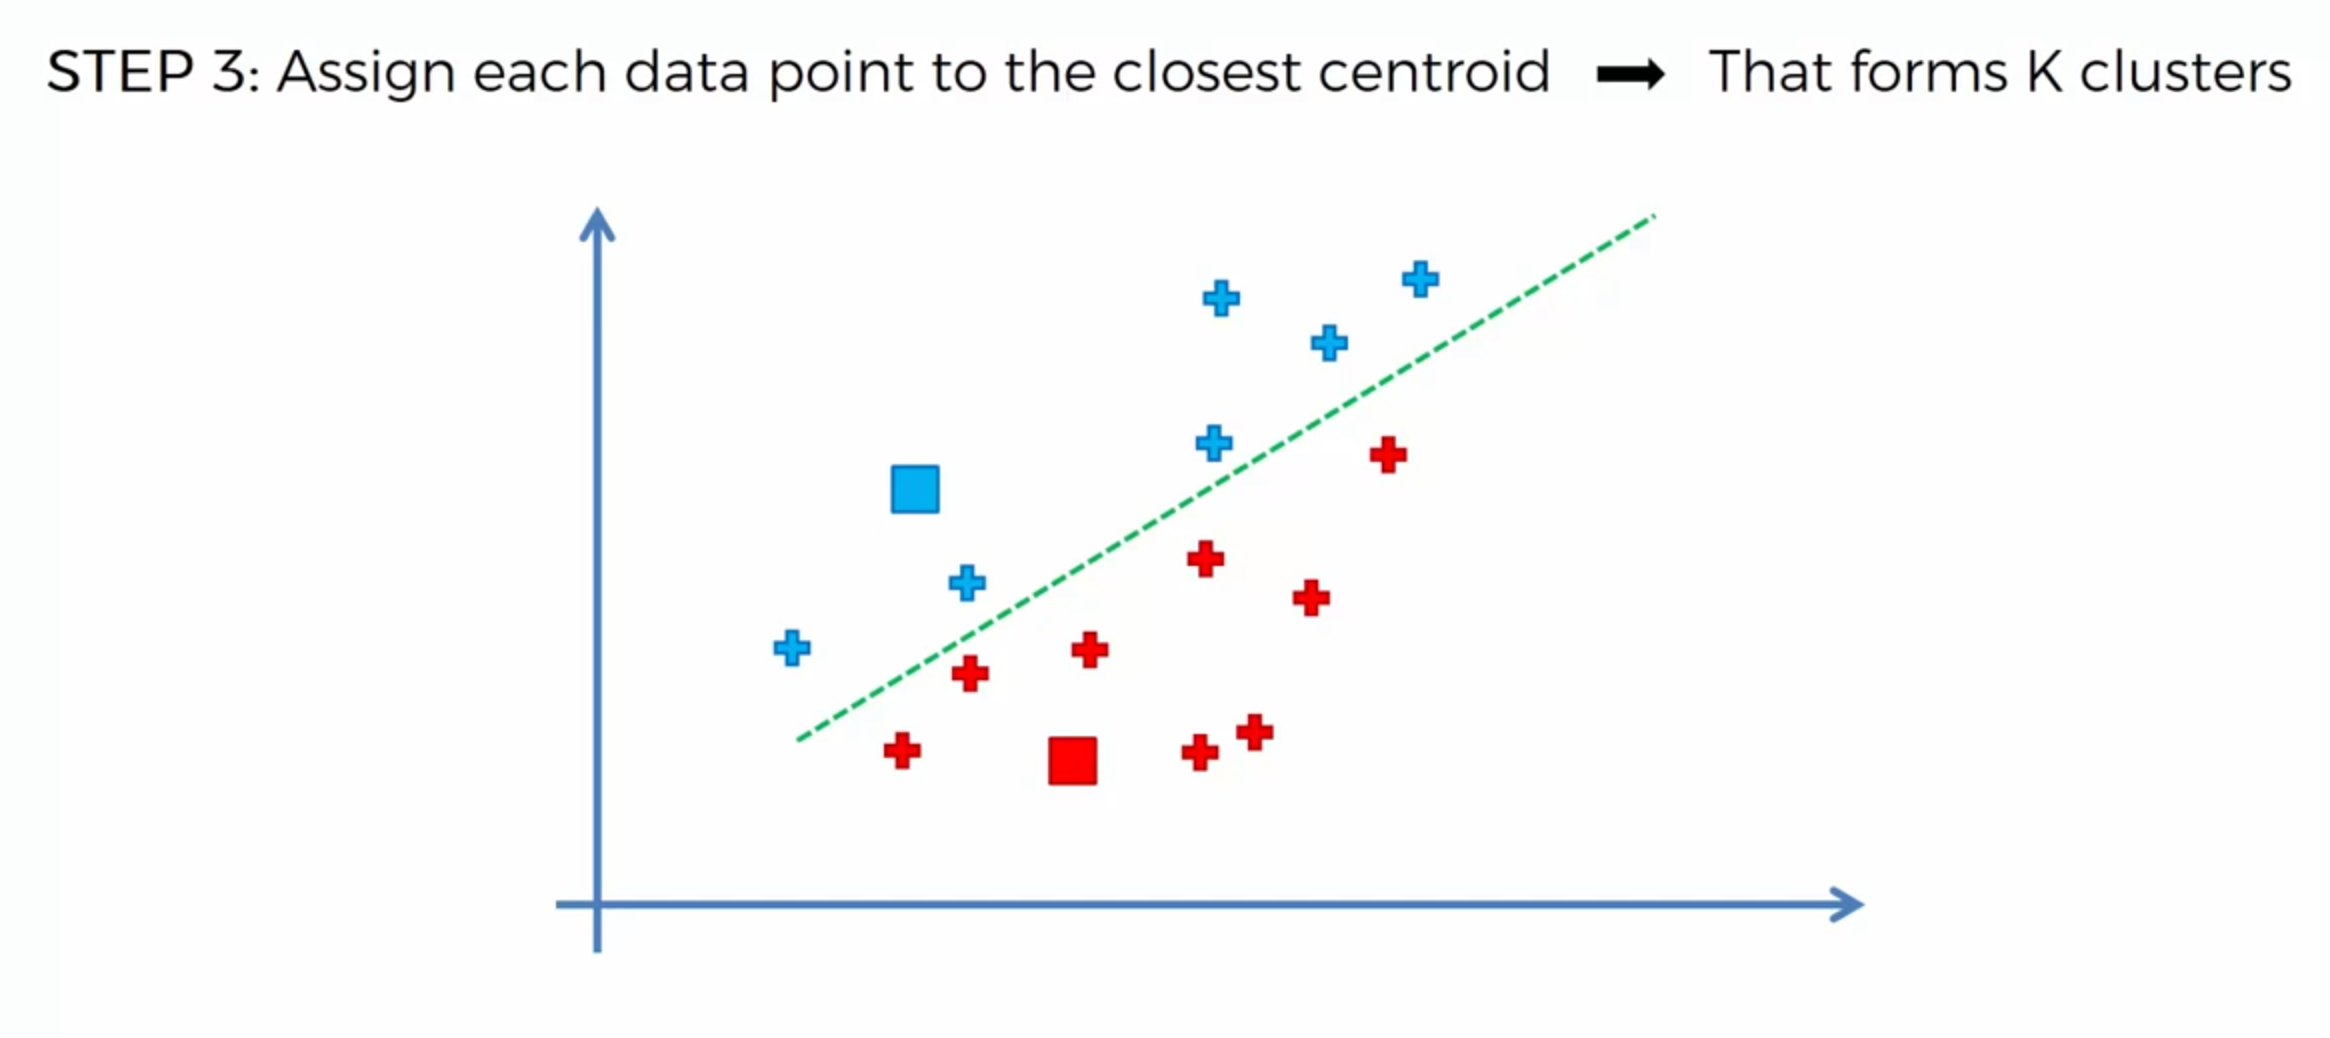 STEP 3: Assign each data point to the closest centroid ➡ That forms K clusters